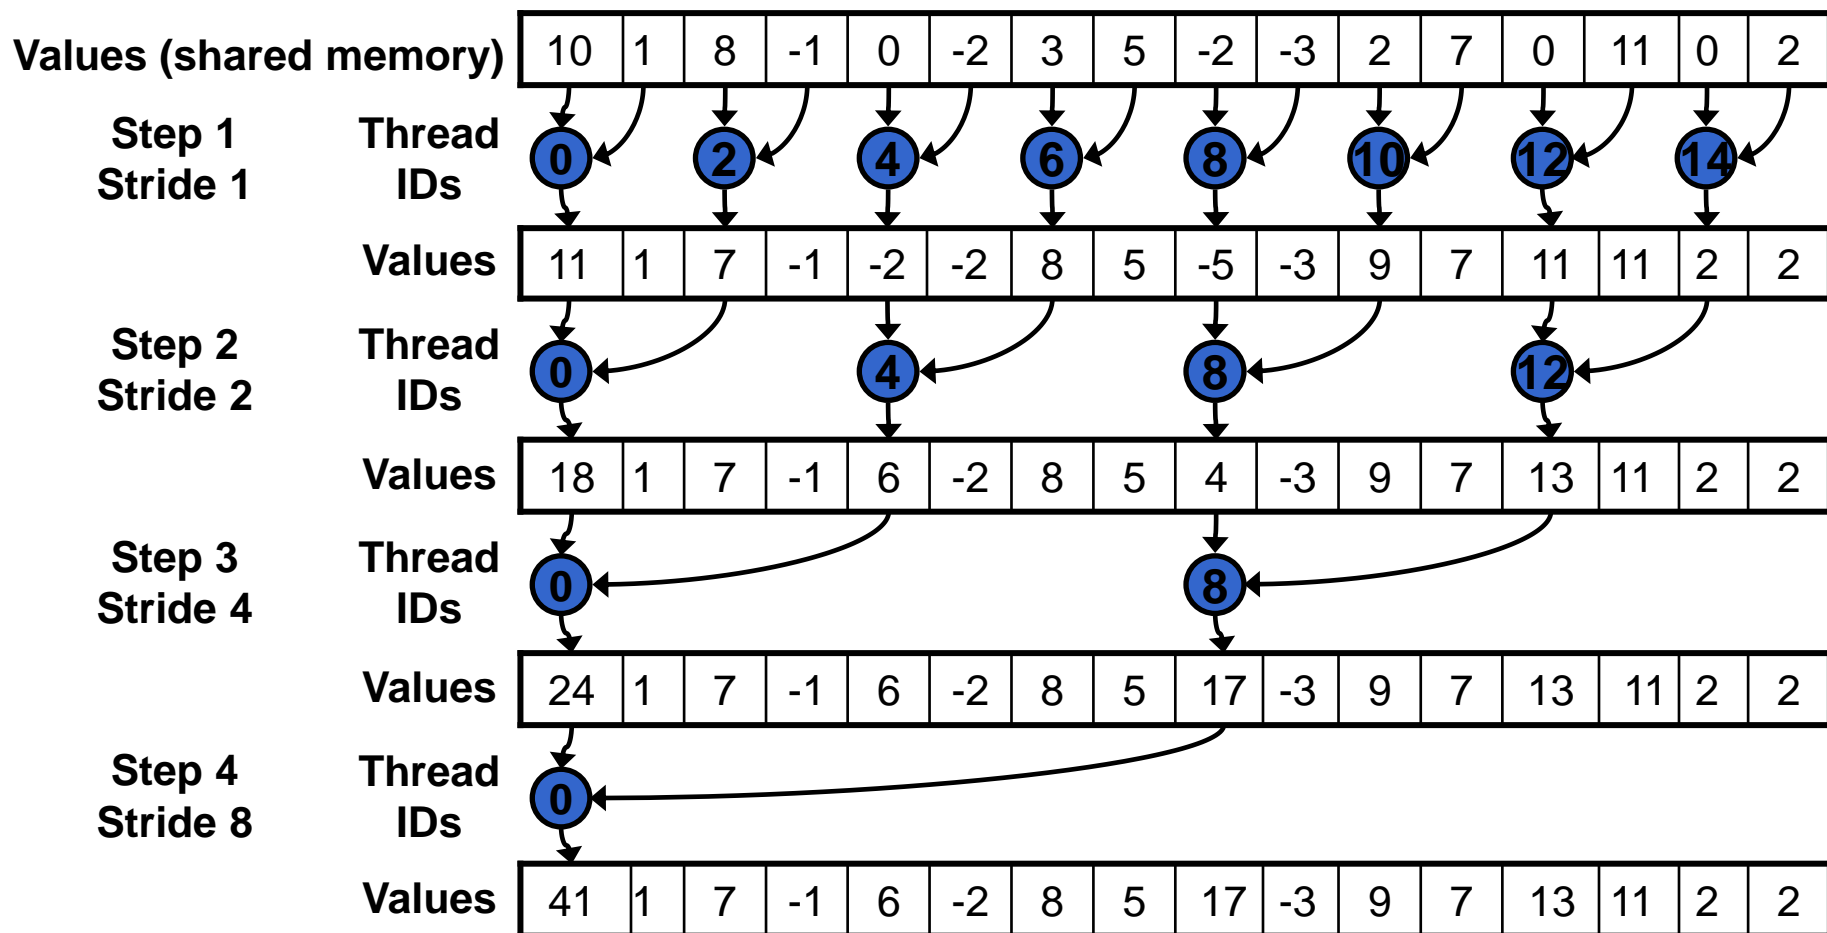 Values (shared memory) 10 1 8 -1 0 -2 3 5 -2 -3 2 7 0 11 0 2
Step 1 Thread
Stride 1 IDs
0 2 4 6 8 10 12 14
Values 11 1 7 -1 -2 -2 8 5 -5 -3 9 7 11 11 2 2
Step 2 Thread
Stride 2 IDs
0 4 8 12
Values 18 1 7 -1 6 -2 8 5 4 -3 9 7 13 11 2 2
Step 3 Thread
Stride 4 IDs
0 8
Values 24 1 7 -1 6 -2 8 5 17 -3 9 7 13 11 2 2
Step 4 Thread
Stride 8 IDs
0
Values 41 1 7 -1 6 -2 8 5 17 -3 9 7 13 11 2 2